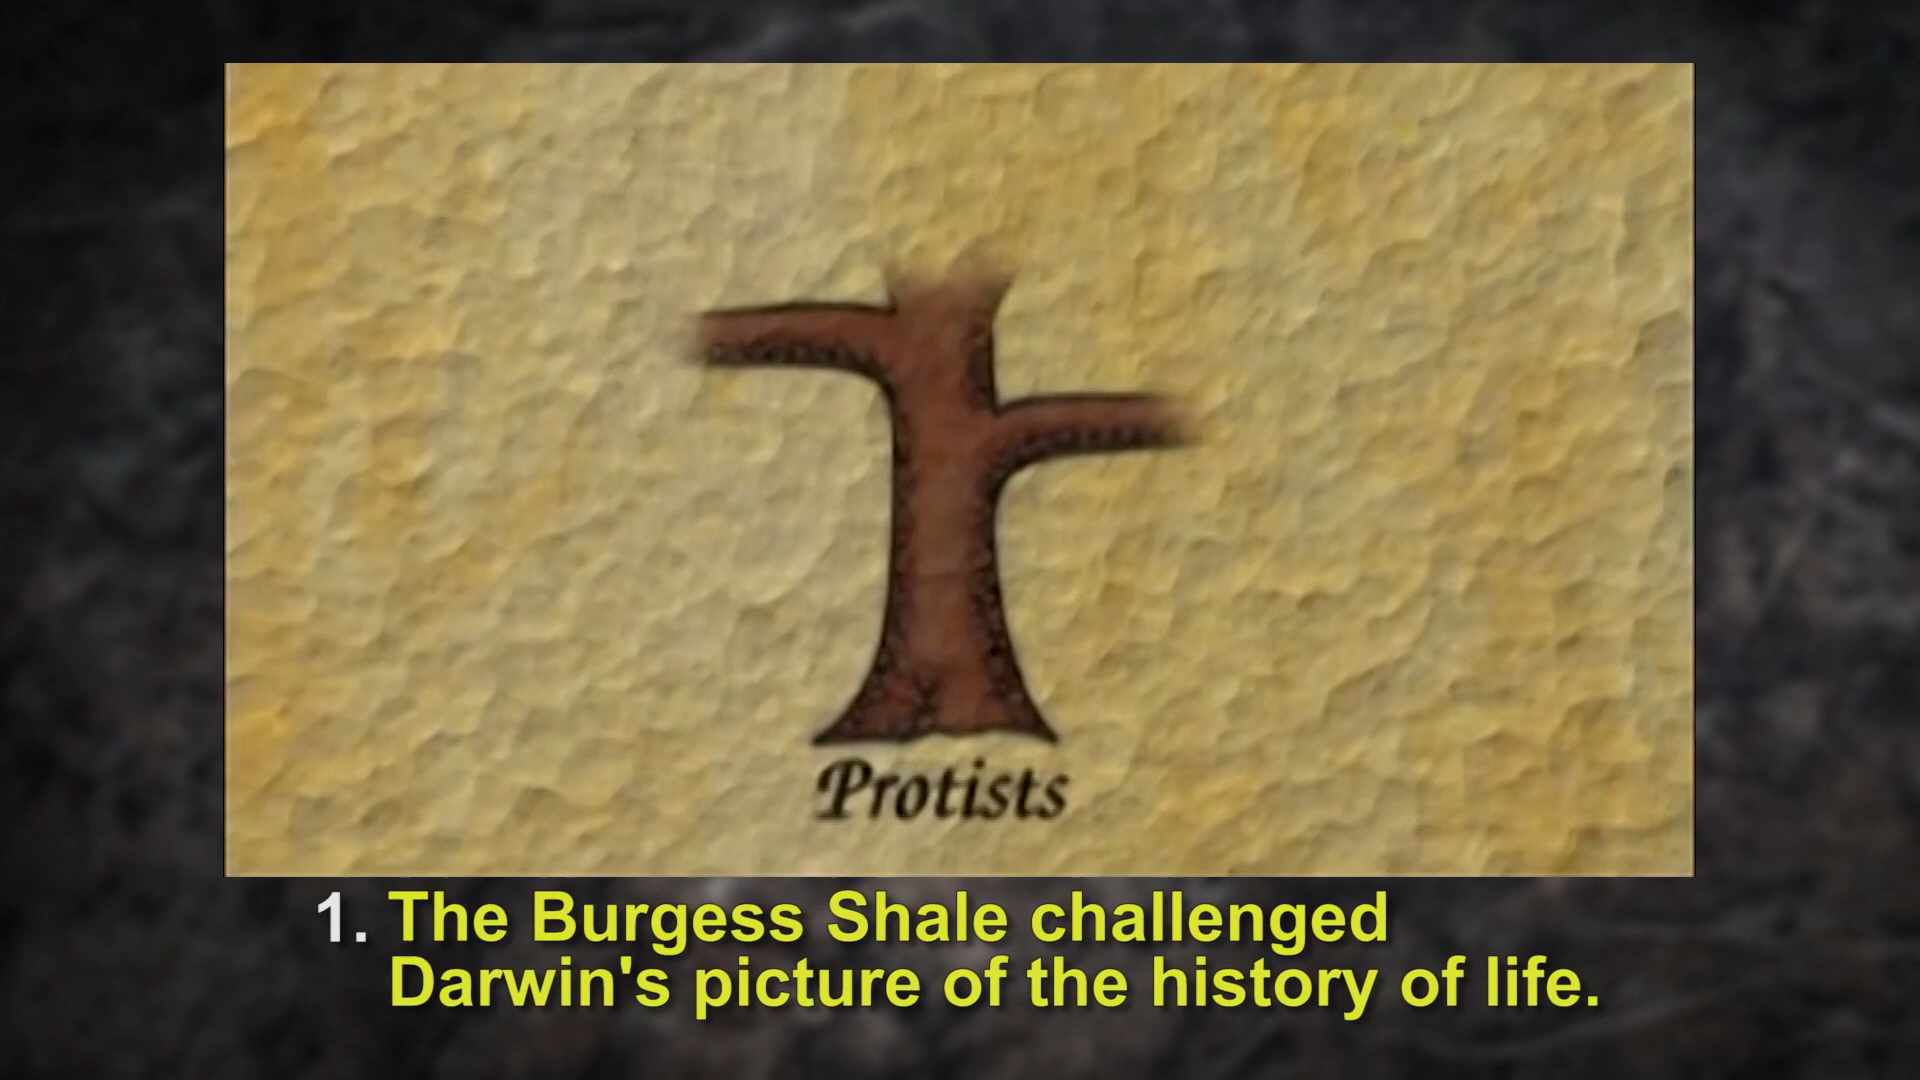 Protists
1. The Burgess Shale challenged
Darwin's picture of the history of life.